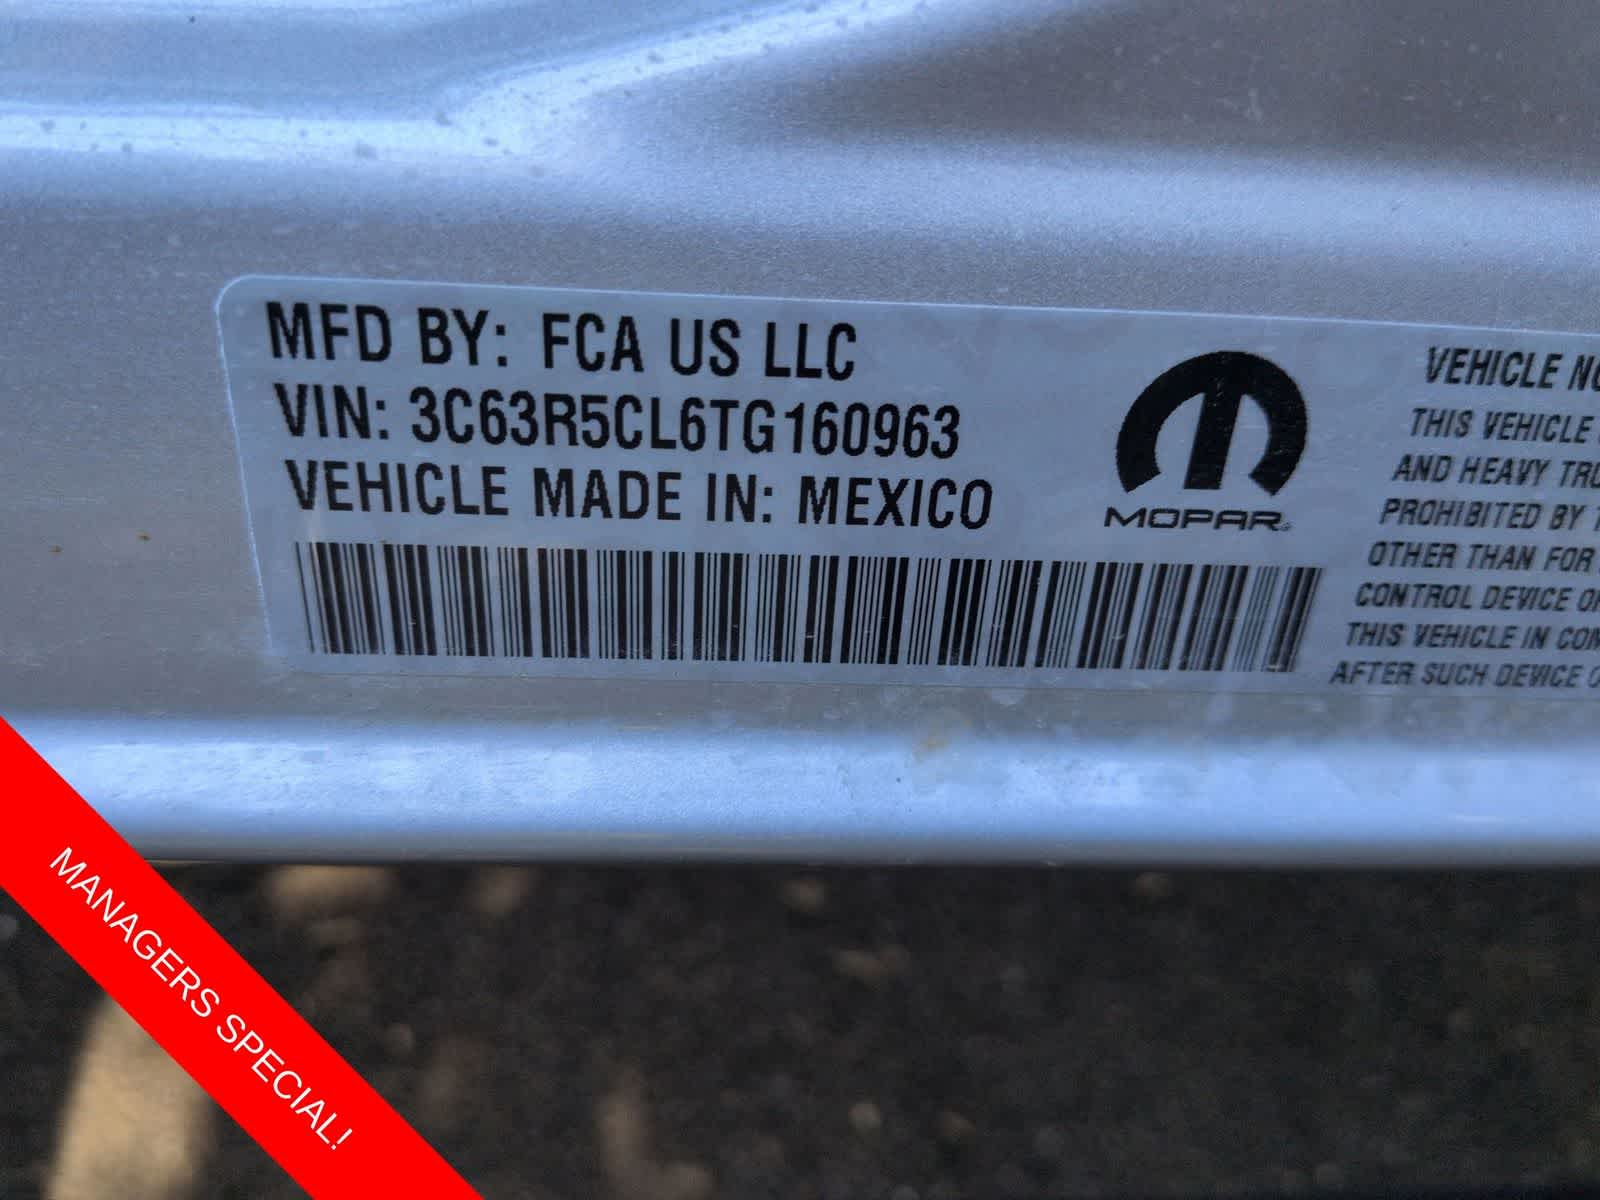 MFD BY: FCA US LLC
VIN: 3C63R5CL6TG160963
VEHICLE MADE IN: MEXICO
MOPAR®
VEHICLE
THIS VEHICLE
AND HEAVY
PROHIBITED BY
OTHER THAN FOR
CONTROL DEVICE
THIS VEHICLE IN
AFTER SUCH DEVICE
MANAGERS SPECIAL!